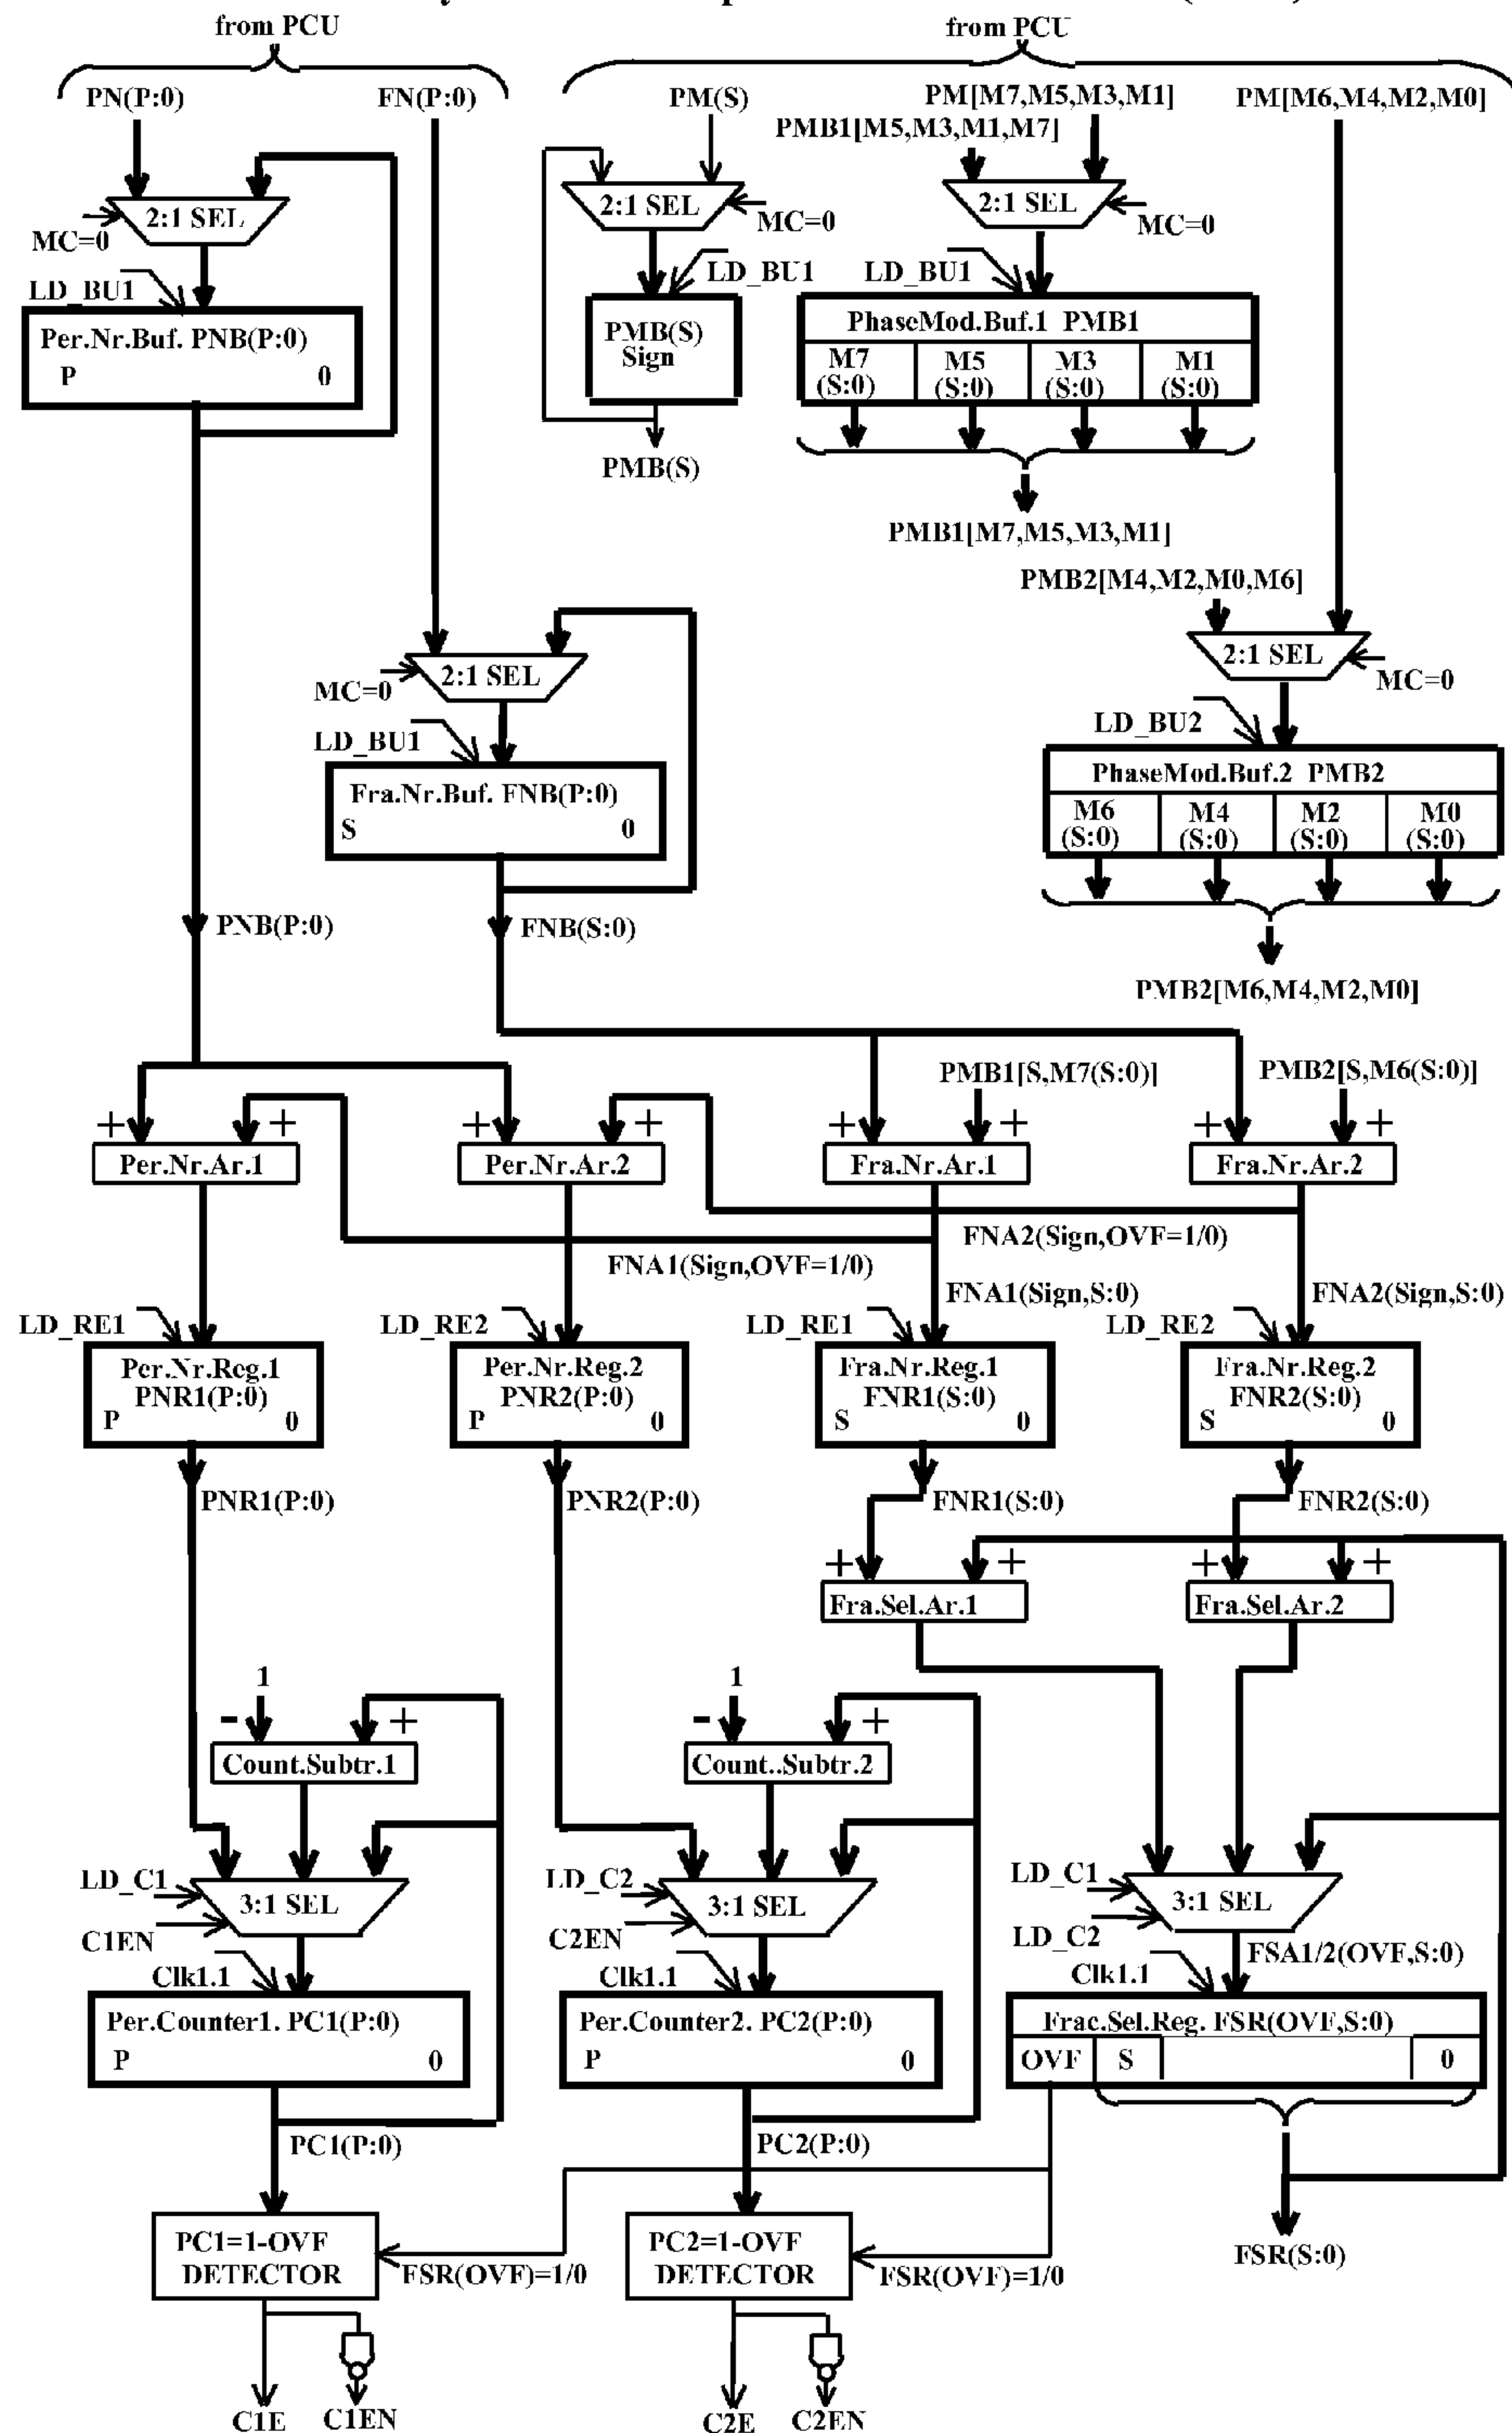 from PCU
from PCU
PN(P:0)
FN(P:0)
PM(S)
PM[M7,M5,M3,M1]
PM[M6,M4,M2,M0]
PMB1[M5,M3,M1,M7]
2:1 SEL
2:1 SEL
2:1 SEL
MC=0
MC=0
MC=0
LD_BU1
LD_BU1
LD_BU1
Per.Nr.Buf. PNB(P:0)
P 0
PMB(S)
Sign
PhaseMod.Buf.1 PMB1
M7 M5 M3 M1
(S:0) (S:0) (S:0) (S:0)
PMB(S)
PMB1[M7,M5,M3,M1]
PMB2[M4,M2,M0,M6]
2:1 SEL
MC=0
2:1 SEL
MC=0
LD_BU1
LD_BU2
Fra.Nr.Buf. FNB(P:0)
S 0
PhaseMod.Buf.2 PMB2
M6 M4 M2 M0
(S:0) (S:0) (S:0) (S:0)
PNB(P:0)
FNB(S:0)
PMB2[M6,M4,M2,M0]
PMB1[S,M7(S:0)]
PMB2[S,M6(S:0)]
+ + + + + + + +
Per.Nr.Ar.1
Per.Nr.Ar.2
Fra.Nr.Ar.1
Fra.Nr.Ar.2
FNA2(Sign,OVF=1/0)
FNA1(Sign,OVF=1/0)
FNA1(Sign,S:0)
FNA2(Sign,S:0)
LD_RE1
LD_RE2
LD_RE1
LD_RE2
Per.Nr.Reg.1
PNR1(P:0)
P 0
Per.Nr.Reg.2
PNR2(P:0)
P 0
Fra.Nr.Reg.1
FNR1(S:0)
S 0
Fra.Nr.Reg.2
FNR2(S:0)
S 0
PNR1(P:0)
PNR2(P:0)
FNR1(S:0)
FNR2(S:0)
+ + + +
Fra.Sel.Ar.1
Fra.Sel.Ar.2
1
1
- +
- +
Count.Subtr.1
Count..Subtr.2
LD_C1
3:1 SEL
C1EN
LD_C2
3:1 SEL
C2EN
LD_C1
3:1 SEL
LD_C2
FSA1/2(OVF,S:0)
Clk1.1
Clk1.1
Clk1.1
Per.Counter1. PC1(P:0)
P 0
Per.Counter2. PC2(P:0)
P 0
Frac.Sel.Reg. FSR(OVF,S:0)
OVF S 0
PC1(P:0)
PC2(P:0)
PC1=1-OVF
DETECTOR
FSR(OVF)=1/0
PC2=1-OVF
DETECTOR
FSR(OVF)=1/0
FSR(S:0)
C1E
C1EN
C2E
C2EN